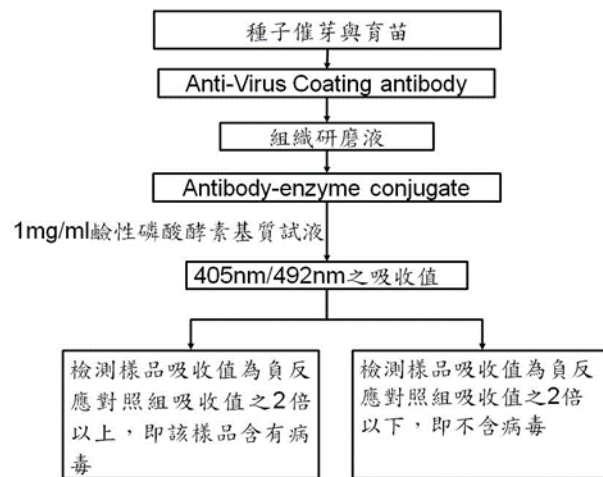 種子催芽與育苗
Anti-Virus Coating antibody
組織研磨液
Antibody-enzyme conjugate
1mg/ml鹼性磷酸酵素基質試液
405nm/492nm之吸收值
檢測樣品吸收值為負反
應對照組吸收值之2倍
以上，即該樣品含有病
毒
檢測樣品吸收值為負反
應對照組吸收值之2倍
以下，即不含病毒